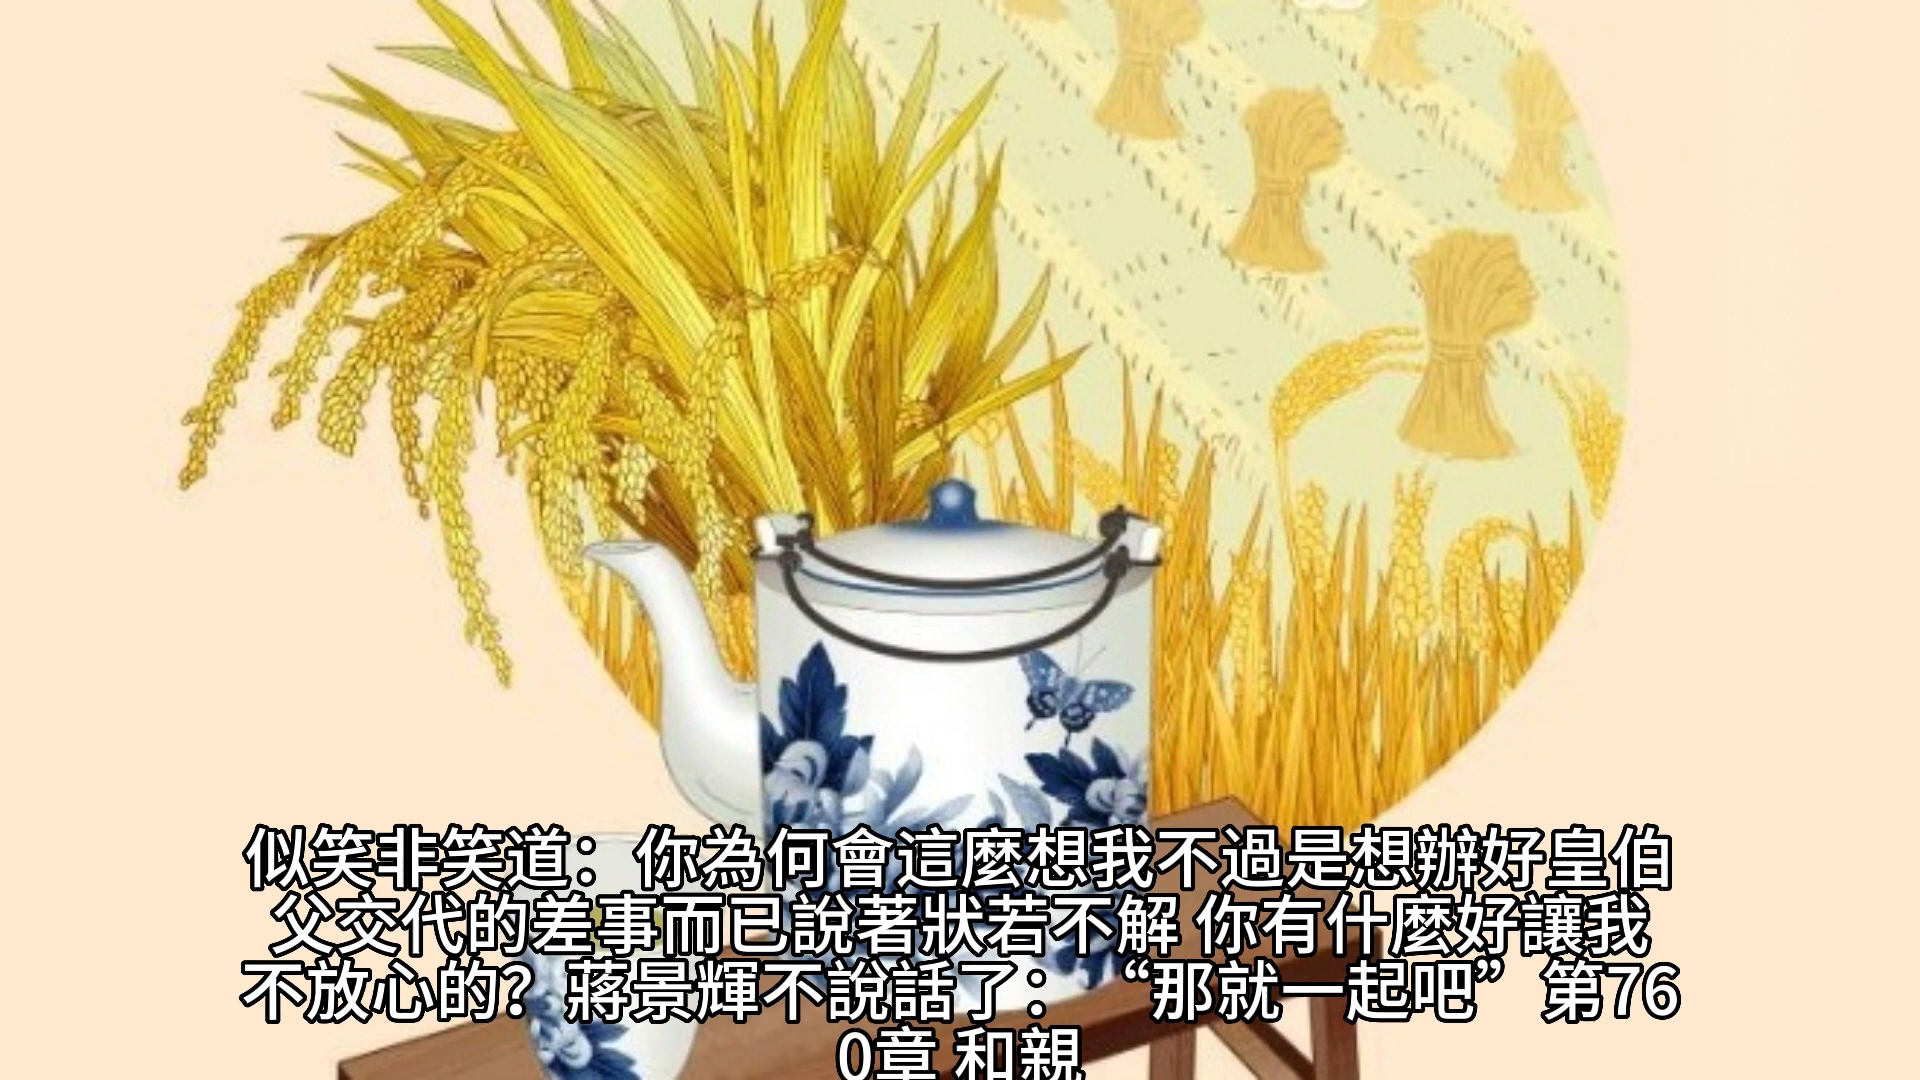 似笑非笑道：你為何會這麼想我不過是想辦好皇伯
父交代的差事而已說著狀若不解 你有什麼好讓我
不放心的？蔣景輝不說話了：“那就一起吧”第76
0章 和親